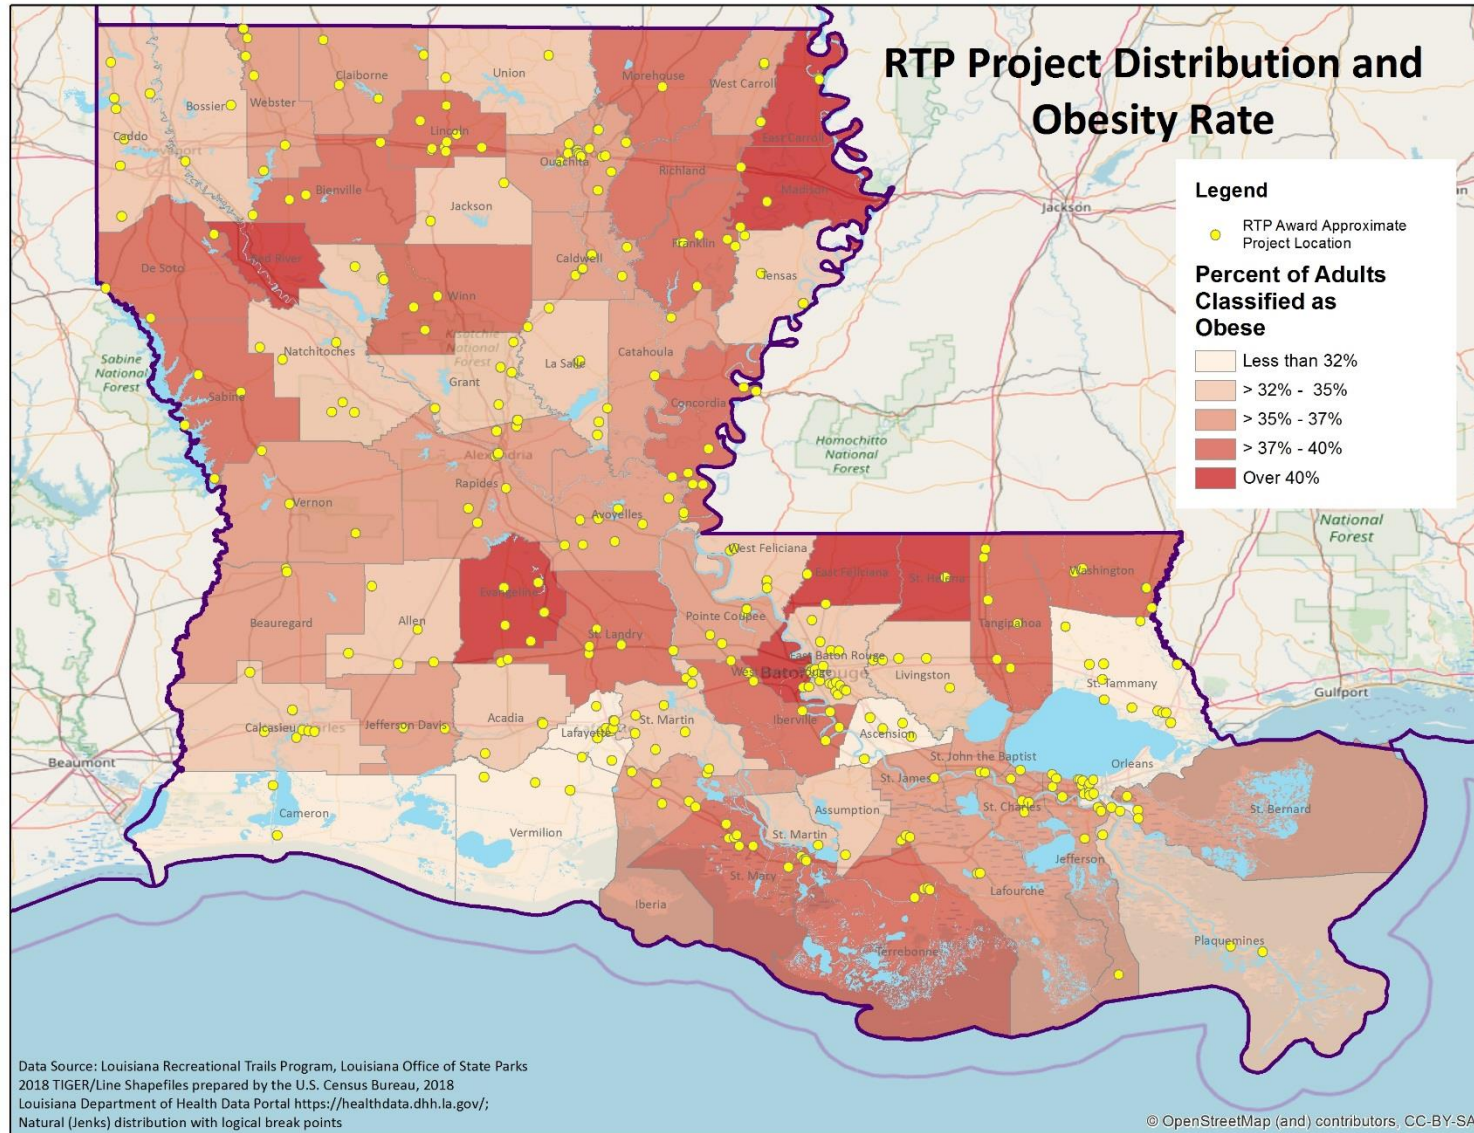 RTP Project Distribution and
Obesity Rate
Legend
RTP Award Approximate
Project Location
Percent of Adults
Classified as
Obese
Less than 32%
> 32% - 35%
> 35% - 37%
> 37% - 40%
Over 40%
Union
Morehouse
West Carroll
Claiborne
Webster
Bossier
Caddo
Lincoln
East Carroll
Ouachita
Richland
Madison
Bienville
Jackson
Jackson
Franklin
Red River
De Soto
Caldwell
Tensas
Winn
Kisatchie
National
Forest
Natchitoches
La Salle
Catahoula
Grant
Sabine
National
Forest
Sabine
Concordia
Homochitto
National
Forest
Alexandria
Rapides
Vernon
Avoyelles
National
Forest
West Feliciana
East Feliciana
St. Helena
Washington
Evangeline
Beauregard
Allen
Pointe Coupee
Tangipahoa
St. Landry
East Baton Rouge
Livingston
St. Tammany
Gulfport
Iberville
Acadia
St. Martin
Calcasieu
Jefferson Davis
Lafayette
Ascension
Beaumont
St. John the Baptist
Orleans
St. James
Cameron
Assumption
St. Charles
St. Bernard
Vermilion
St. Martin
Jefferson
St. Mary
Lafourche
Iberia
Plaquemines
Terrebonne
Data Source: Louisiana Recreational Trails Program, Louisiana Office of State Parks
2018 TIGER/Line Shapefiles prepared by the U.S. Census Bureau, 2018
Louisiana Department of Health Data Portal https://healthdata.dhh.la.gov/;
Natural (Jenks) distribution with logical break points
© OpenStreetMap (and) contributors, CC-BY-SA